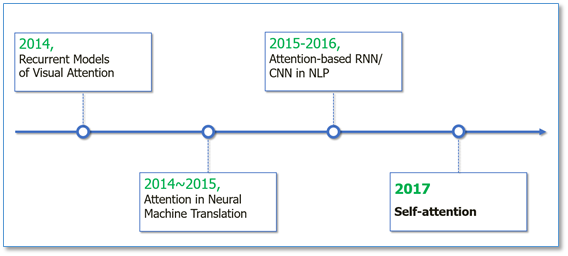 2014,
Recurrent Models
of Visual Attention
2014~2015,
Attention in Neural
Machine Translation
2015-2016,
Attention-based RNN/
CNN in NLP
2017
Self-attention